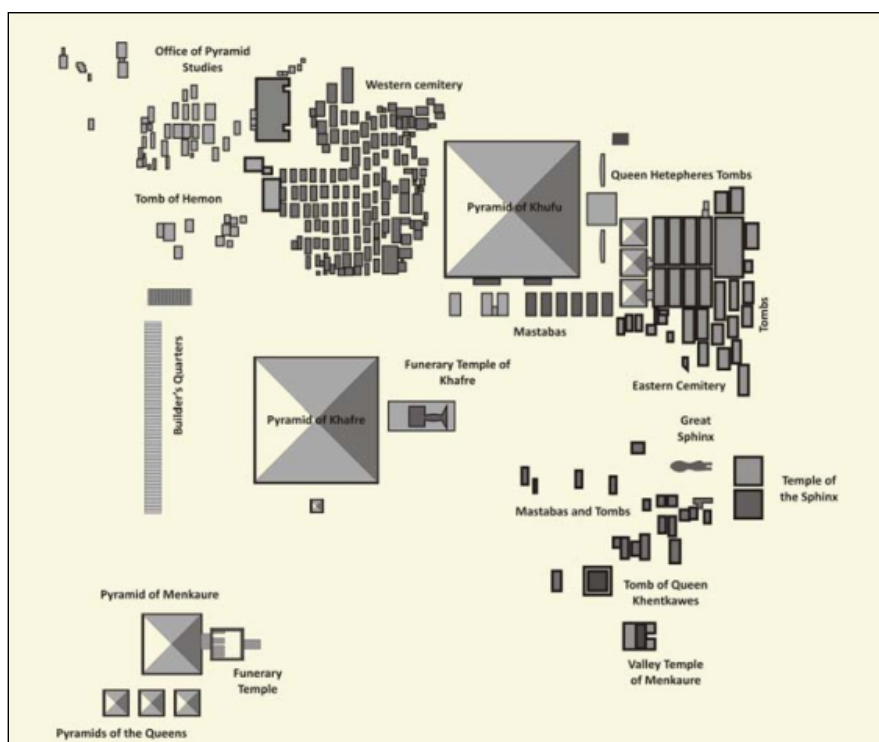 Office of Pyramid
Studies
Western cemitery
Queen Hetepheres Tombs
Pyramid of Khufu
Tomb of Hemon
Tombs
Mastabas
Funerary Temple of
Khafre
Eastern Cemitery
Builder's Quarters
Pyramid of Khafre
Great
Sphinx
Temple of
the Sphinx
Mastabas and Tombs
Tomb of Queen
Khentkawes
Pyramid of Menkaure
Valley Temple
of Menkaure
Funerary
Temple
Pyramids of the Queens